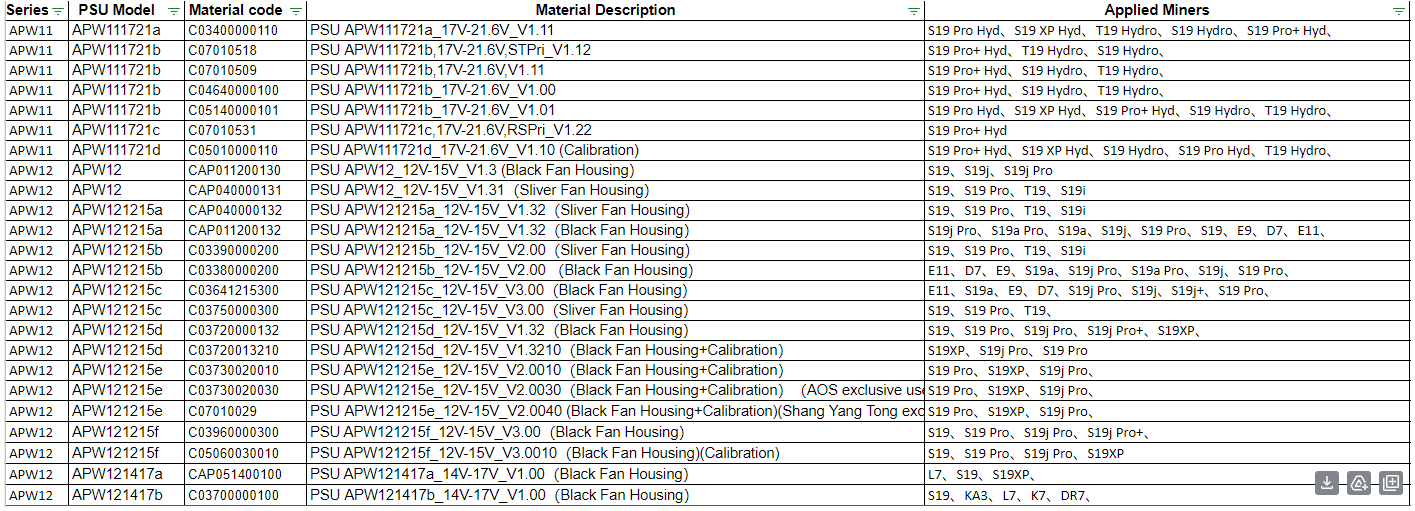 Series PSU Model Material code Material Description Applied Miners
APW11 APW111721a C03400000110 PSU APW111721a_17V-21.6V_V1.11 S19 Pro Hyd、S19 XP Hyd、T19 Hydro、S19 Hydro、S19 Pro+ Hyd、
APW11 APW111721b C07010518 PSU APW111721b,17V-21.6V,STPri_V1.12 S19 Pro+ Hyd、T19 Hydro、S19 Hydro、
APW11 APW111721b C07010509 PSU APW111721b,17V-21.6V,V1.11 S19 Pro+ Hyd、S19 Hydro、T19 Hydro、
APW11 APW111721b C04640000100 PSU APW111721b_17V-21.6V_V1.00 S19 Pro+ Hyd、S19 Hydro、T19 Hydro、
APW11 APW111721b C05140000101 PSU APW111721b_17V-21.6V_V1.01 S19 Pro Hyd、S19 XP Hyd、S19 Pro+ Hyd、S19 Hydro、T19 Hydro、
APW11 APW111721c C07010531 PSU APW111721c,17V-21.6V,RSPri_V1.22 S19 Pro+ Hyd
APW11 APW111721d C05010000110 PSU APW111721d_17V-21.6V_V1.10 (Calibration) S19 Pro+ Hyd、S19 XP Hyd、S19 Hydro、S19 Pro Hyd、T19 Hydro、
APW12 APW12 CAP011200130 PSU APW12_12V-15V_V1.3 (Black Fan Housing) S19、S19j、S19j Pro
APW12 APW12 CAP040000131 PSU APW12_12V-15V_V1.31 (Sliver Fan Housing) S19、S19 Pro、T19、S19i
APW12 APW121215a CAP040000132 PSU APW121215a_12V-15V_V1.32 (Sliver Fan Housing) S19、S19 Pro、T19、S19i
APW12 APW121215a CAP011200132 PSU APW121215a_12V-15V_V1.32 (Black Fan Housing) S19j Pro、S19a Pro、S19a、S19j、S19 Pro、S19、E9、D7、E11、
APW12 APW121215b C03390000200 PSU APW121215b_12V-15V_V2.00 (Sliver Fan Housing) S19、S19 Pro、T19、S19i
APW12 APW121215b C03380000200 PSU APW121215b_12V-15V_V2.00 (Black Fan Housing) E11、D7、E9、S19a、S19j Pro、S19a Pro、S19j、S19 Pro、
APW12 APW121215c C03641215300 PSU APW121215c_12V-15V_V3.00 (Black Fan Housing) E11、S19a、E9、D7、S19j Pro、S19j、S19j+、S19 Pro、
APW12 APW121215c C03750000300 PSU APW121215c_12V-15V_V3.00 (Sliver Fan Housing) S19、S19 Pro、T19、
APW12 APW121215d C03720000132 PSU APW121215d_12V-15V_V1.32 (Black Fan Housing) S19、S19 Pro、S19j Pro、S19j Pro+、S19XP、
APW12 APW121215d C03720013210 PSU APW121215d_12V-15V_V1.3210 (Black Fan Housing+Calibration) S19XP、S19j Pro、S19 Pro
APW12 APW121215e C03730020010 PSU APW121215e_12V-15V_V2.0010 (Black Fan Housing+Calibration) S19 Pro、S19XP、S19j Pro、
APW12 APW121215e C03730020030 PSU APW121215e_12V-15V_V2.0030 (Black Fan Housing+Calibration) (AOS exclusive use S19 Pro、S19XP、S19j Pro、
APW12 APW121215e C07010029 PSU APW121215e_12V-15V_V2.0040 (Black Fan Housing+Calibration)(Shang Yang Tong exc S19 Pro、S19XP、S19j Pro、
APW12 APW121215f C03960000300 PSU APW121215f_12V-15V_V3.00 (Black Fan Housing) S19、S19 Pro、S19j Pro、S19j Pro+、
APW12 APW121215f C05060030010 PSU APW121215f_12V-15V_V3.0010 (Black Fan Housing)(Calibration) S19、S19 Pro、S19j Pro、S19XP
APW12 APW121417a CAP051400100 PSU APW121417a_14V-17V_V1.00 (Black Fan Housing) L7、S19、S19XP、
APW12 APW121417b C03700000100 PSU APW121417b_14V-17V_V1.00 (Black Fan Housing) S19、KA3、L7、K7、DR7、